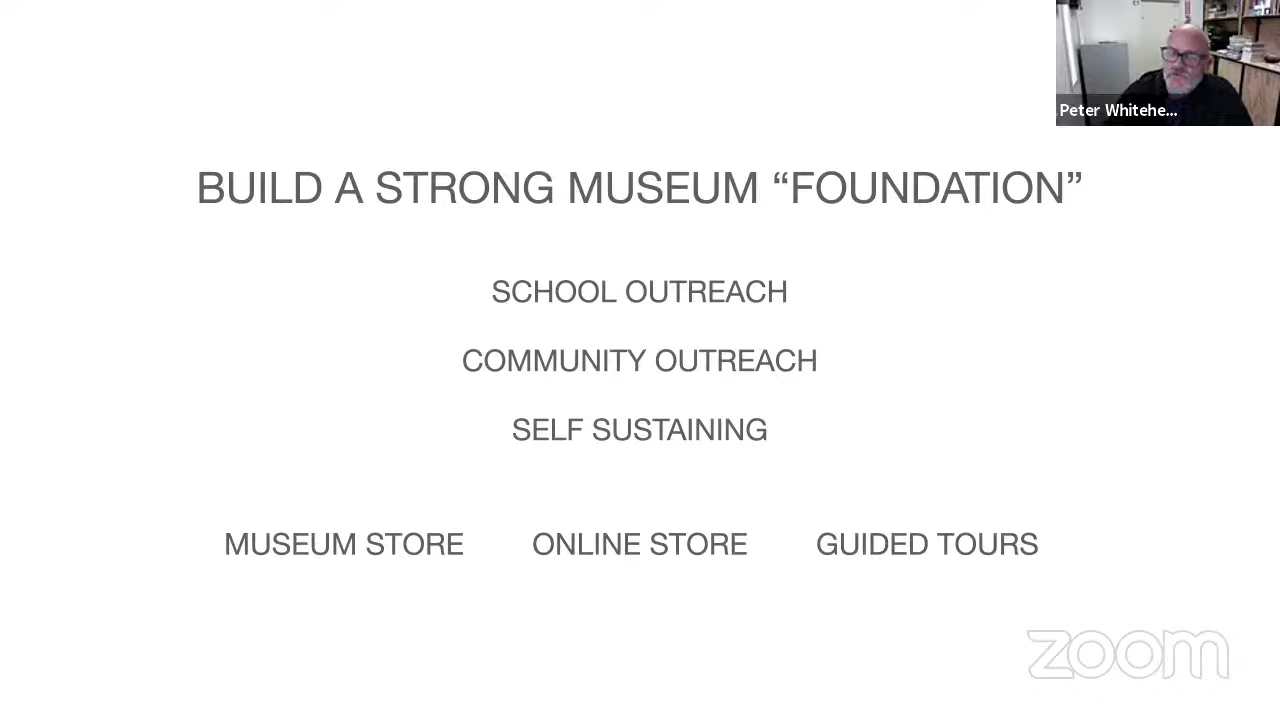 Peter Whitehe...
BUILD A STRONG MUSEUM “FOUNDATION”
SCHOOL OUTREACH
COMMUNITY OUTREACH
SELF SUSTAINING
MUSEUM STORE ONLINE STORE GUIDED TOURS
zoom